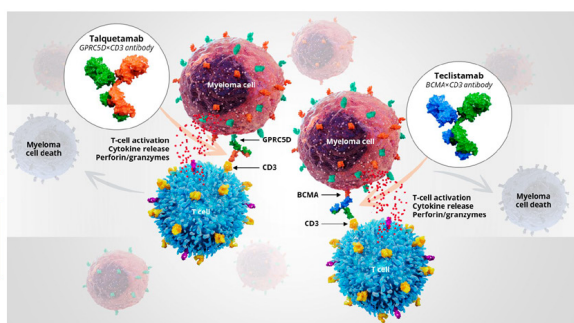 Talquetamab
GPRC5D×CD3 antibody
Myeloma cell
GPRC5D
T-cell activation
Cytokine release
Perforin/granzymes
CD3
Myeloma
cell death
T cell
Teclistamab
BCMA×CD3 antibody
Myeloma cell
BCMA
T-cell activation
Cytokine release
Perforin/granzymes
CD3
Myeloma
cell death
T cell